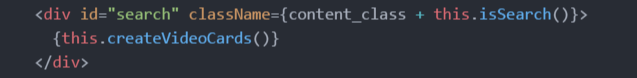 <div id="search" className={content_class + this.isSearch()}>
{this.createVideoCards()}
</div>